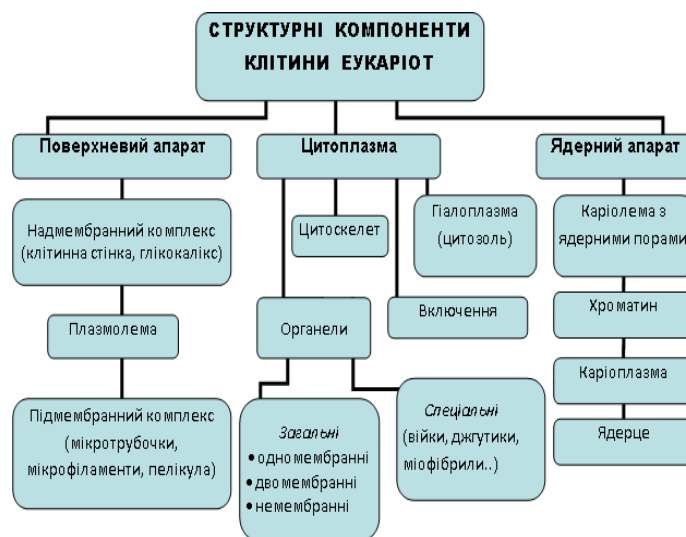 СТРУКТУРНІ КОМПОНЕНТИ
КЛІТИНИ ЕУКАРІОТ
Поверхневий апарат
Цитоплазма
Ядерний апарат
Надмембранний комплекс
(клітинна стінка, глікокалікс)
Плазмолема
Підмембранний комплекс
(мікротрубочки,
мікрофіламенти, пелікула)
Цитоскелет
Гіалоплазма
(цитозоль)
Органели
Включення
Загальні
• одномембранні
• двомембранні
• немембранні
Спеціальні
(війки, джгутики,
міофібрили..)
Каріолема з
ядерними порами
Хроматин
Каріоплазма
Ядерце